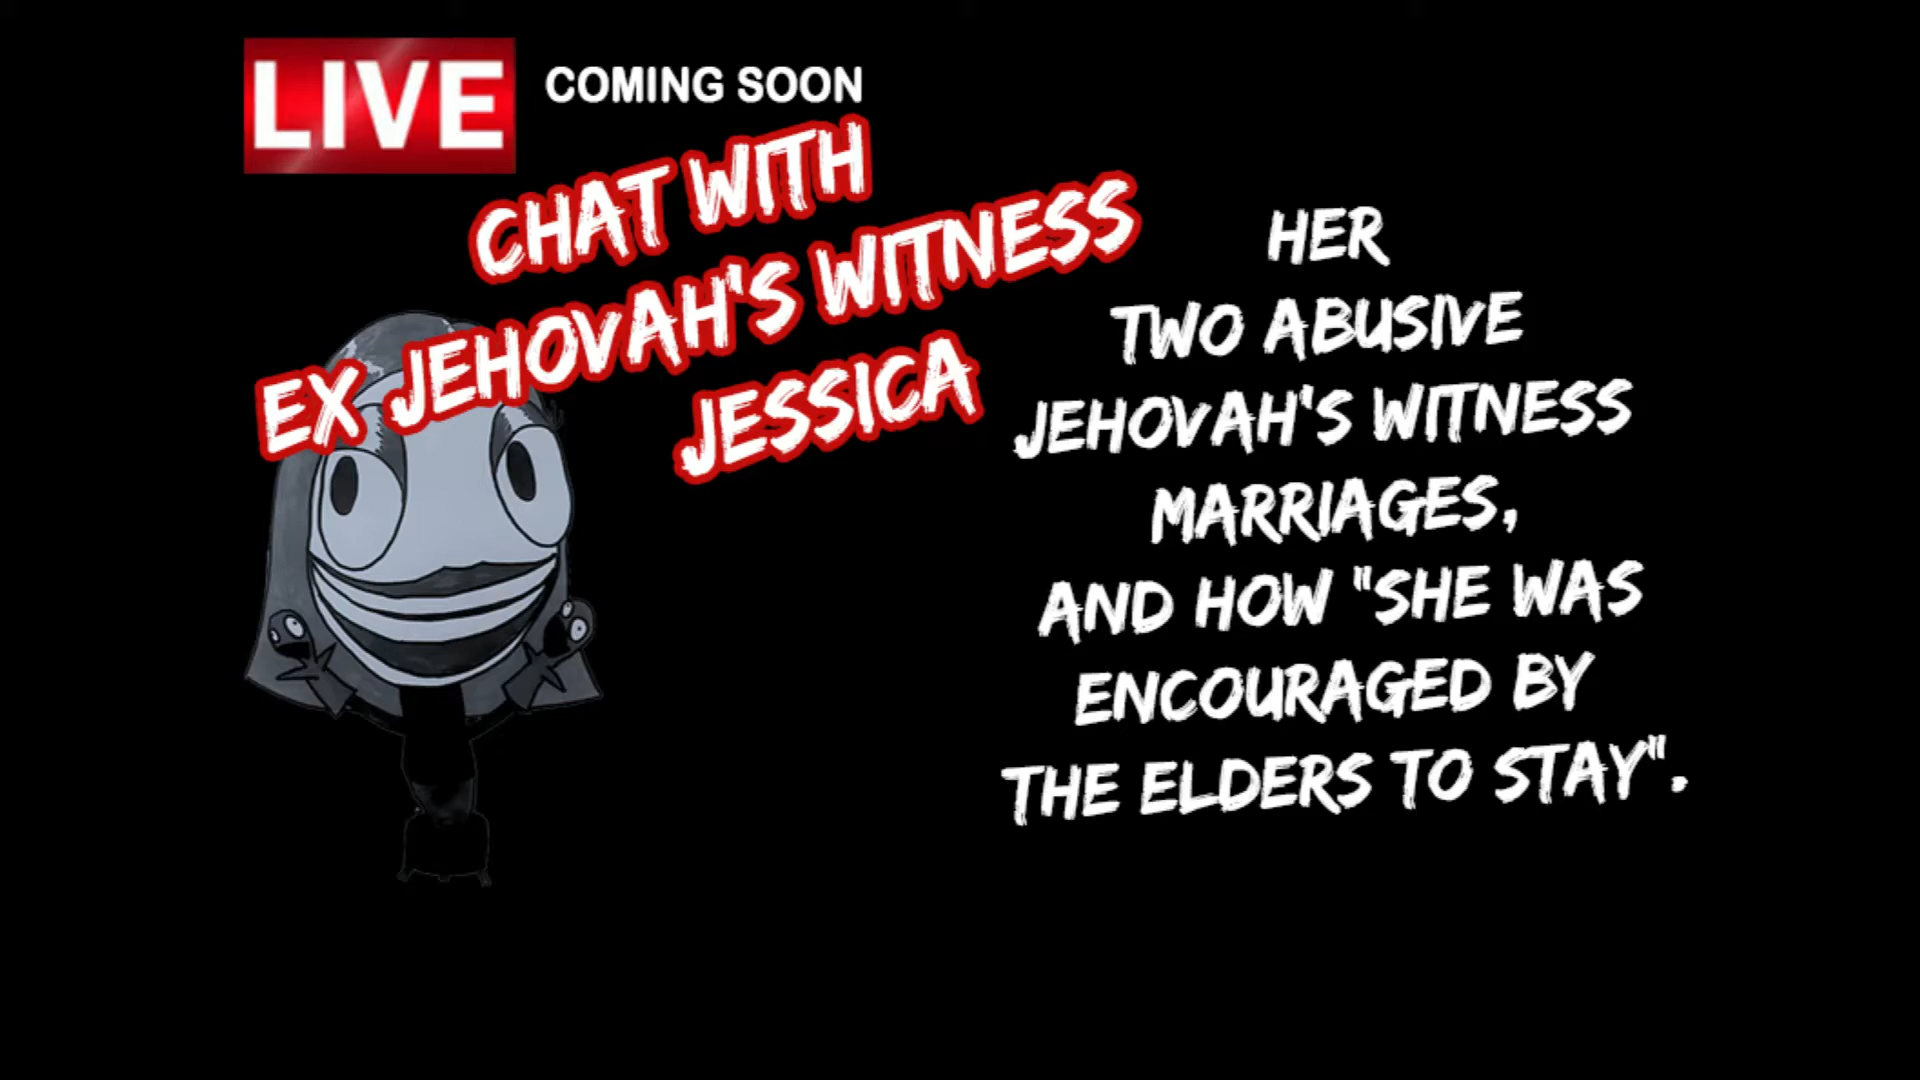 LIVE COMING SOON
CHAT WITH
EX JEHOVAH'S WITNESS
JESSICA
HER
TWO ABUSIVE
JEHOVAH'S WITNESS
MARRIAGES,
AND HOW "SHE WAS
ENCOURAGED BY
THE ELDERS TO STAY".